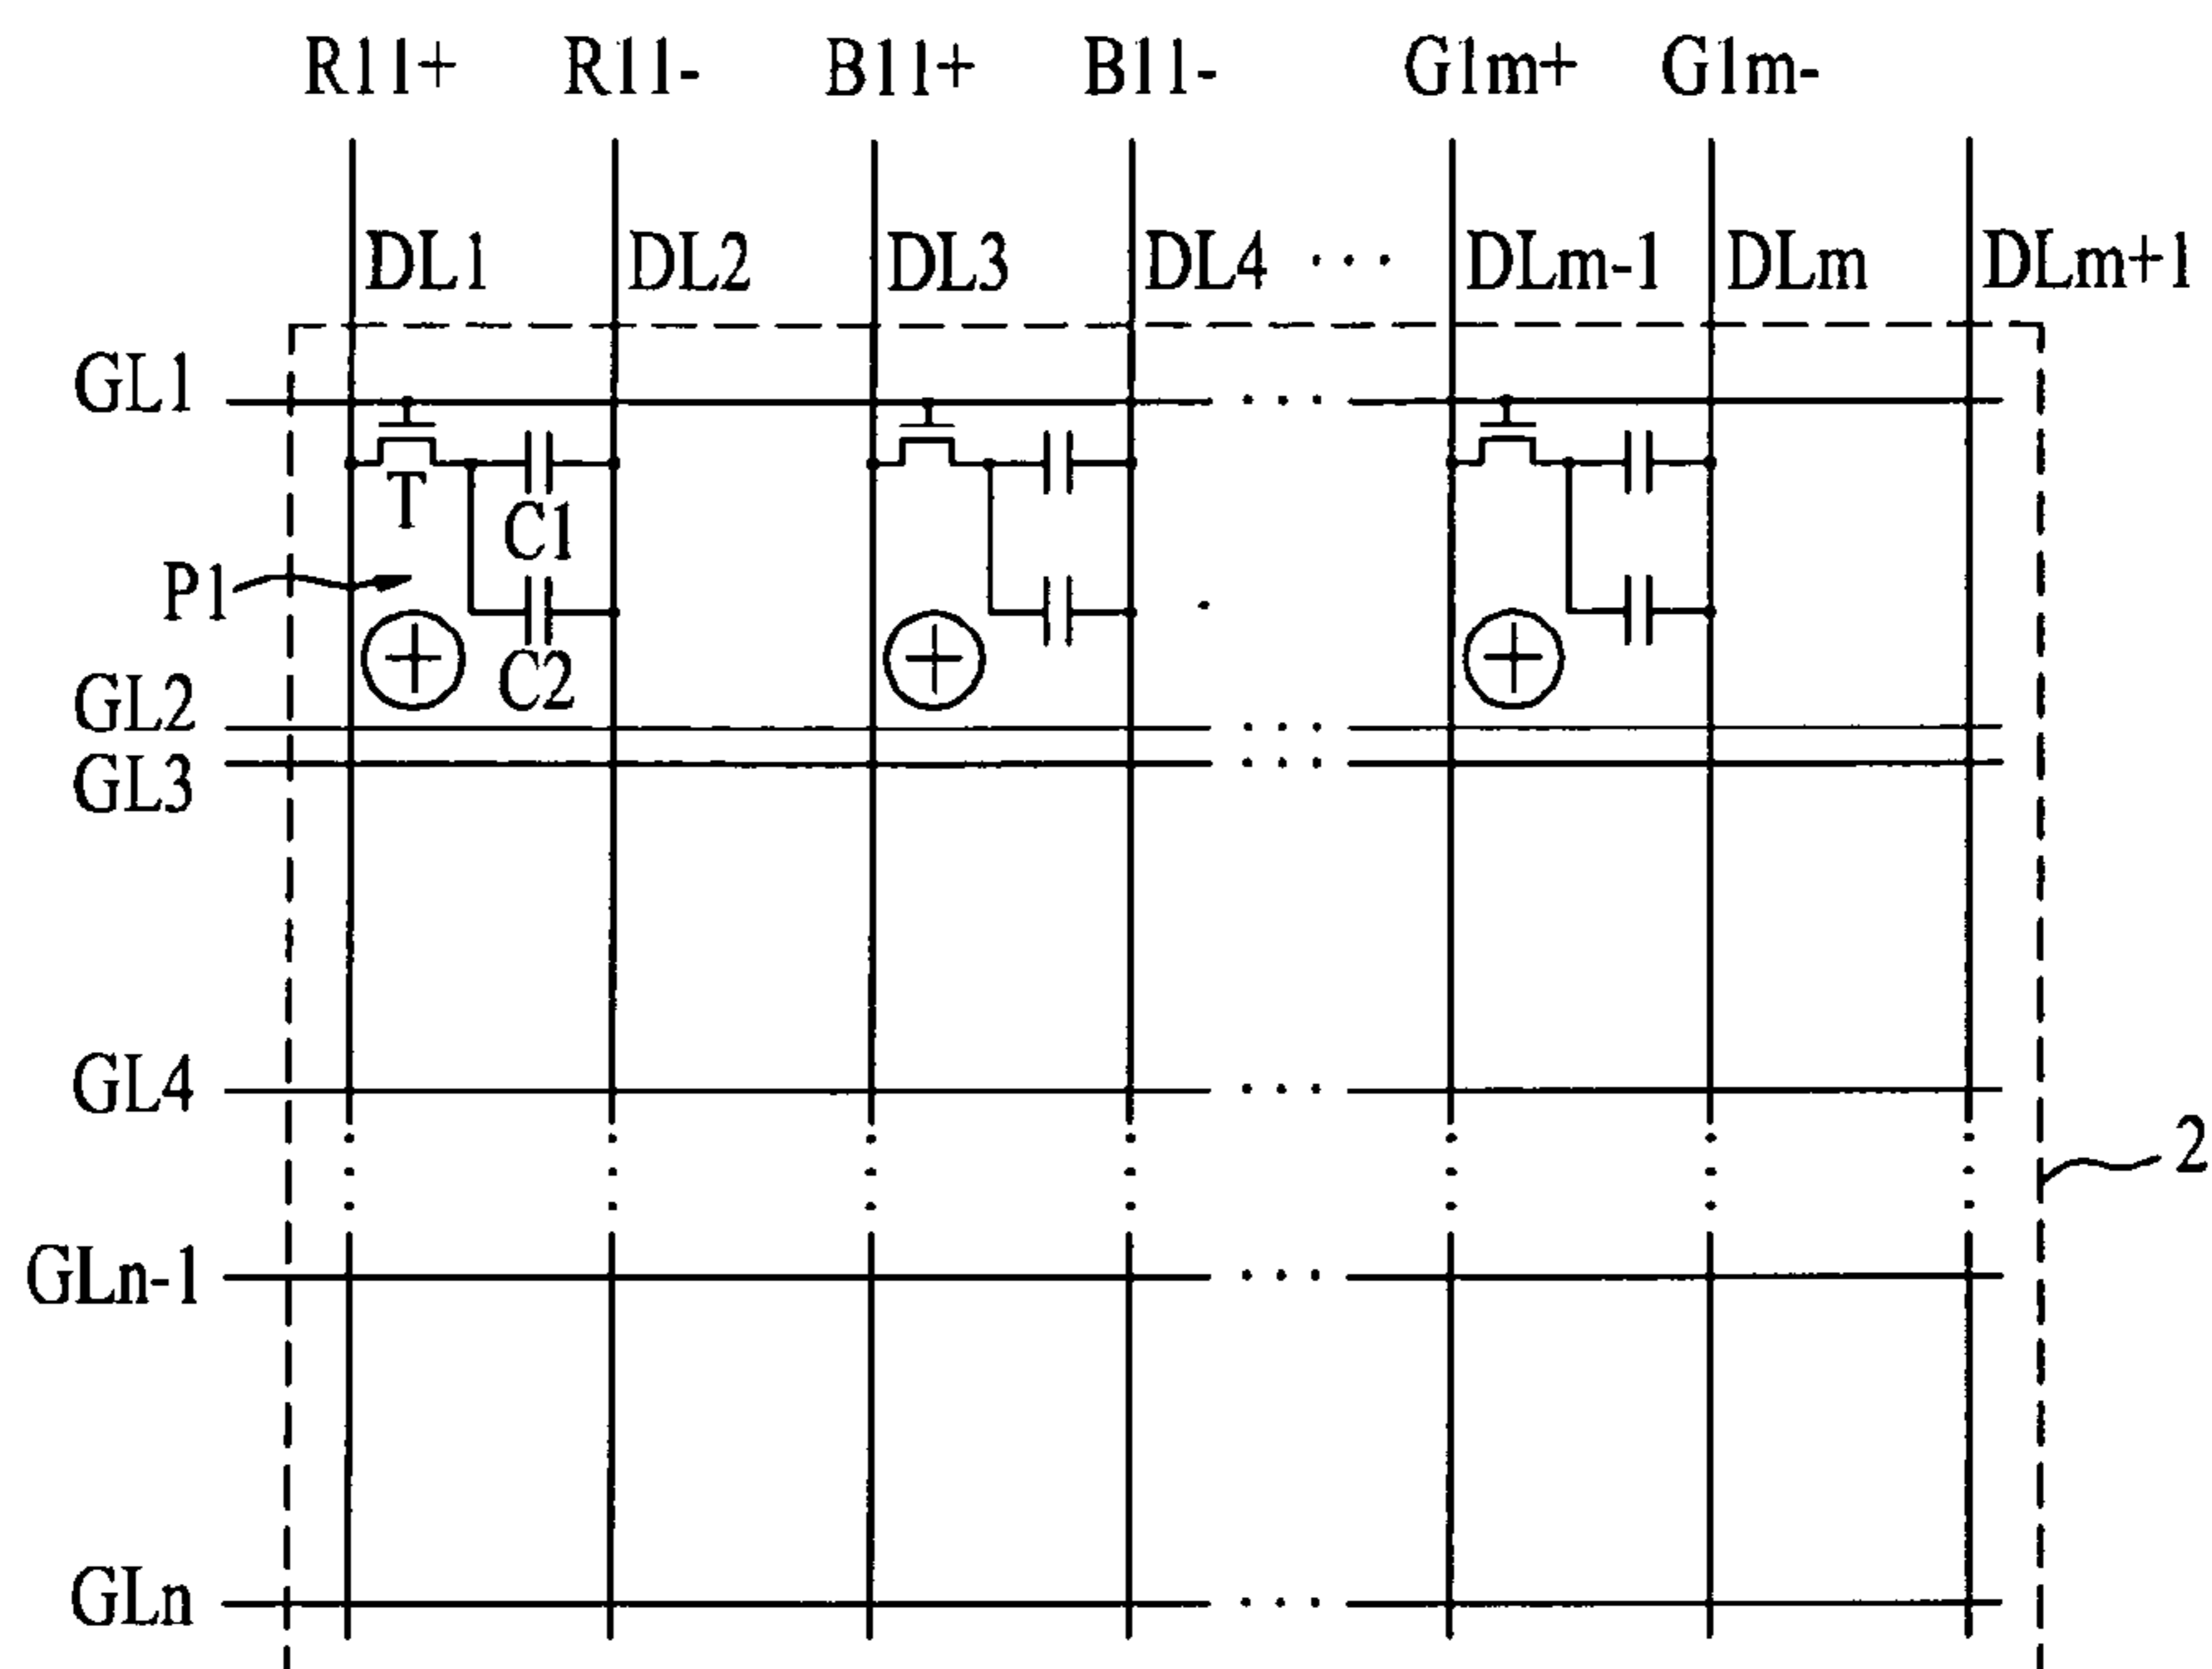 R11+ R11- B11+ B11- G1m+ G1m-
DL1 DL2 DL3 DL4 ··· DLm-1 DLm DLm+1
GL1
T
C1
P1
C2
GL2
GL3
GL4
2
GLn-1
GLn